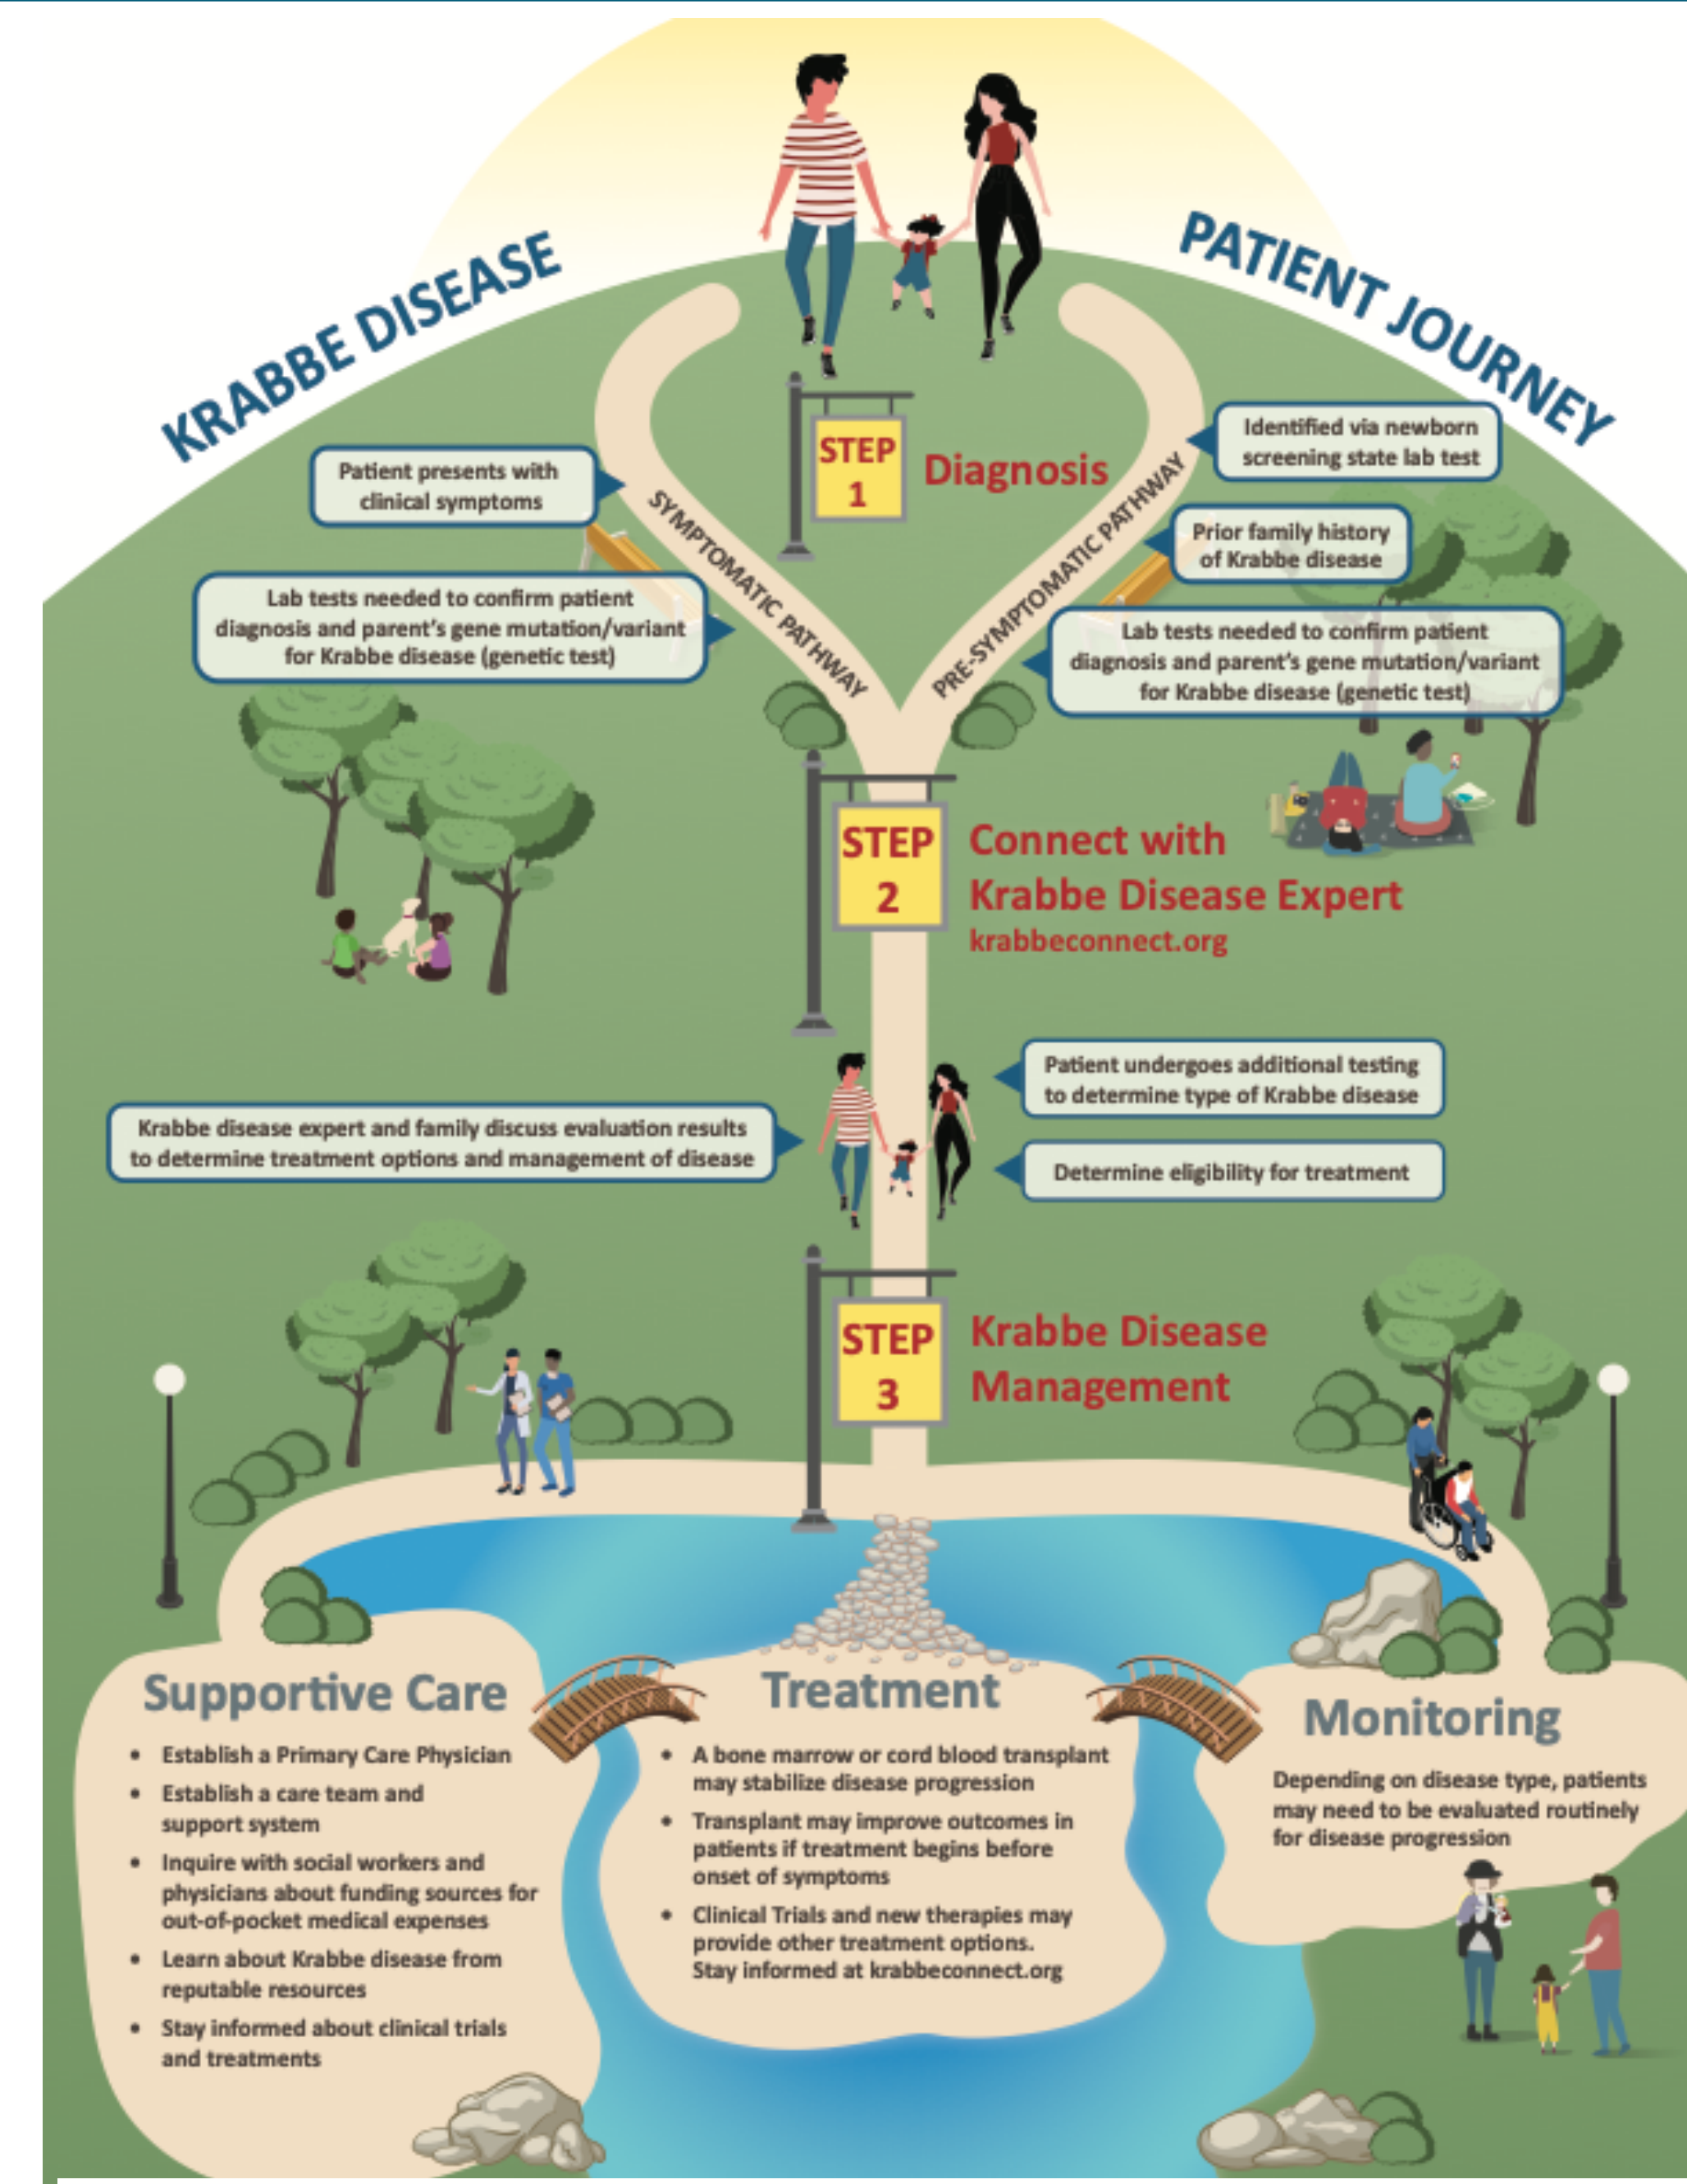 KRABBE DISEASE
PATIENT JOURNEY
STEP
1
Diagnosis
SYMPTOMATIC PATHWAY
Patient presents with
clinical symptoms
Lab tests needed to confirm patient
diagnosis and parent's gene mutation/variant
for Krabbe disease (genetic test)
PRE-SYMPTOMATIC PATHWAY
Identified via newborn
screening state lab test
Prior family history
of Krabbe disease
Lab tests needed to confirm patient
diagnosis and parent's gene mutation/variant
for Krabbe disease (genetic test)
STEP
2
Connect with
Krabbe Disease Expert
krabbeconnect.org
Patient undergoes additional testing
to determine type of Krabbe disease
Determine eligibility for treatment
Krabbe disease expert and family discuss evaluation results
to determine treatment options and management of disease
STEP
3
Krabbe Disease
Management
Supportive Care
• Establish a Primary Care Physician
• Establish a care team and
support system
• Inquire with social workers and
physicians about funding sources for
out-of-pocket medical expenses
• Learn about Krabbe disease from
reputable resources
• Stay informed about clinical trials
and treatments
Treatment
• A bone marrow or cord blood transplant
may stabilize disease progression
• Transplant may improve outcomes in
patients if treatment begins before
onset of symptoms
• Clinical Trials and new therapies may
provide other treatment options.
Stay informed at krabbeconnect.org
Monitoring
Depending on disease type, patients
may need to be evaluated routinely
for disease progression